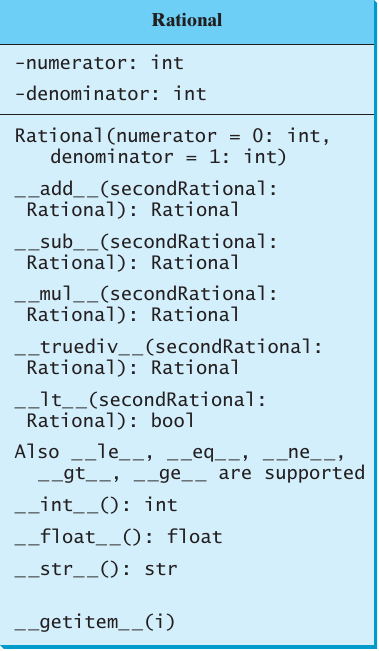 Rational
-numerator: int
-denominator: int
Rational(numerator = 0: int,
denominator = 1: int)
__add__(secondRational:
Rational): Rational
__sub__(secondRational:
Rational): Rational
__mul__(secondRational:
Rational): Rational
__truediv__(secondRational:
Rational): Rational
__lt__(secondRational:
Rational): bool
Also __le__, __eq__, __ne__,
__gt__, __ge__ are supported
__int__(): int
__float__(): float
__str__(): str
__getitem__(i)